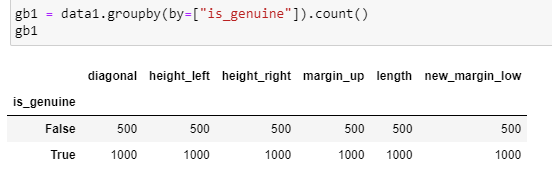 gb1 = data1.groupby(by=["is_genuine"]).count()
gb1
diagonal height_left height_right margin_up length new_margin_low
is_genuine
False 500 500 500 500 500 500
True 1000 1000 1000 1000 1000 1000